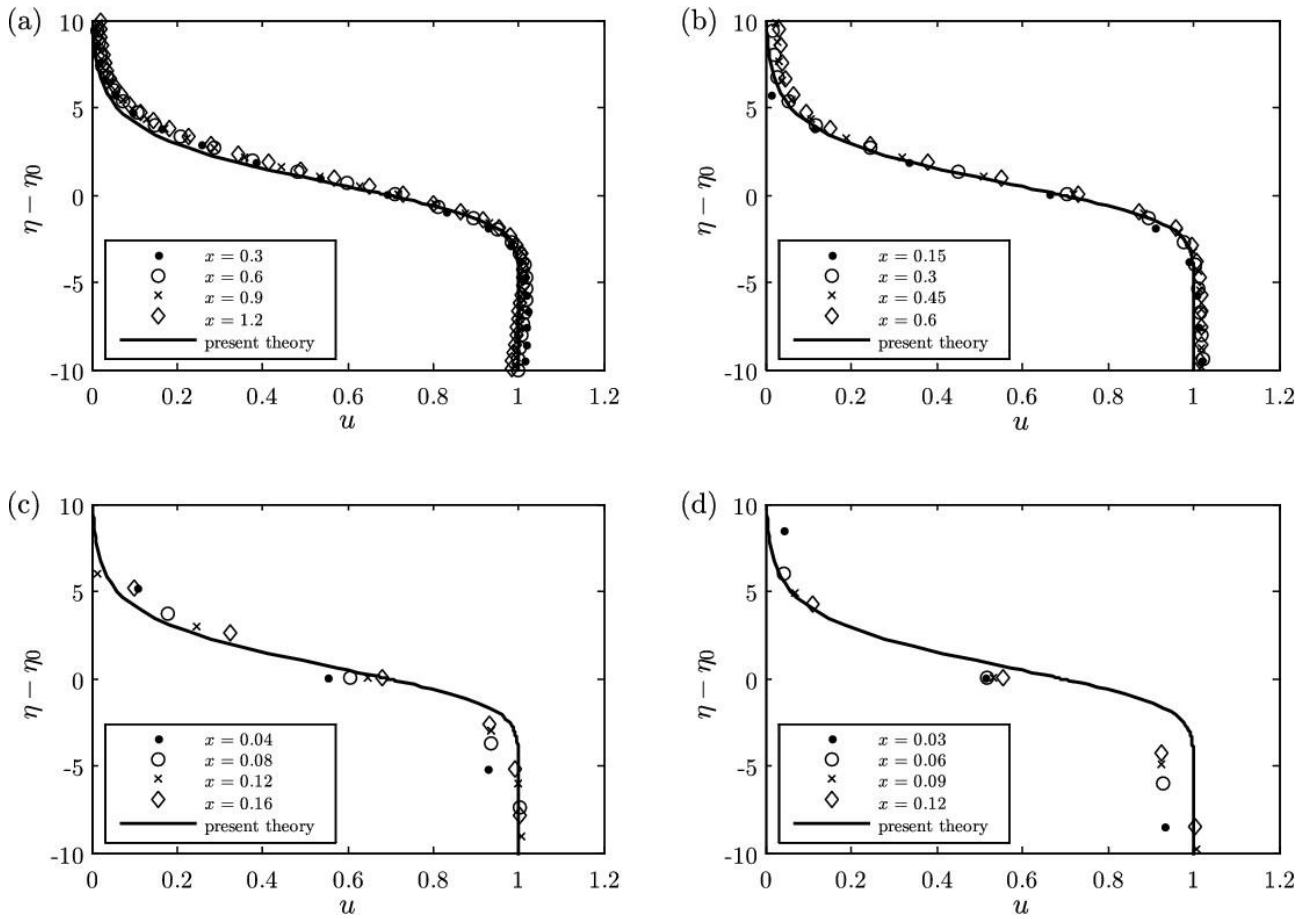 (a)
10
5
0
-5
-10
η − η0
x = 0.3
x = 0.6
x = 0.9
x = 1.2
present theory
0 0.2 0.4 0.6 0.8 1 1.2
u
(b)
10
5
0
-5
-10
η − η0
x = 0.15
x = 0.3
x = 0.45
x = 0.6
present theory
0 0.2 0.4 0.6 0.8 1 1.2
u
(c)
10
5
0
-5
-10
η − η0
x = 0.04
x = 0.08
x = 0.12
x = 0.16
present theory
0 0.2 0.4 0.6 0.8 1 1.2
u
(d)
10
5
0
-5
-10
η − η0
x = 0.03
x = 0.06
x = 0.09
x = 0.12
present theory
0 0.2 0.4 0.6 0.8 1 1.2
u